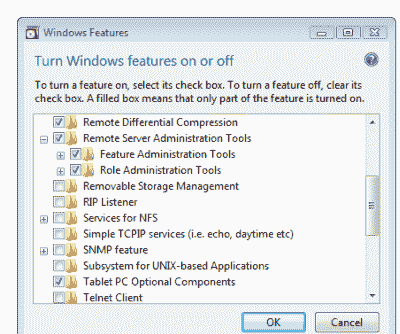 Windows Features
Turn Windows features on or off
To turn a feature on, select its check box. To turn a feature off, clear its
check box. A filled box means that only part of the feature is turned on.
Remote Differential Compression
Remote Server Administration Tools
Feature Administration Tools
Role Administration Tools
Removable Storage Management
RIP Listener
Services for NFS
Simple TCPIP services (i.e. echo, daytime etc)
SNMP feature
Subsystem for UNIX-based Applications
Tablet PC Optional Components
Telnet Client
OK Cancel